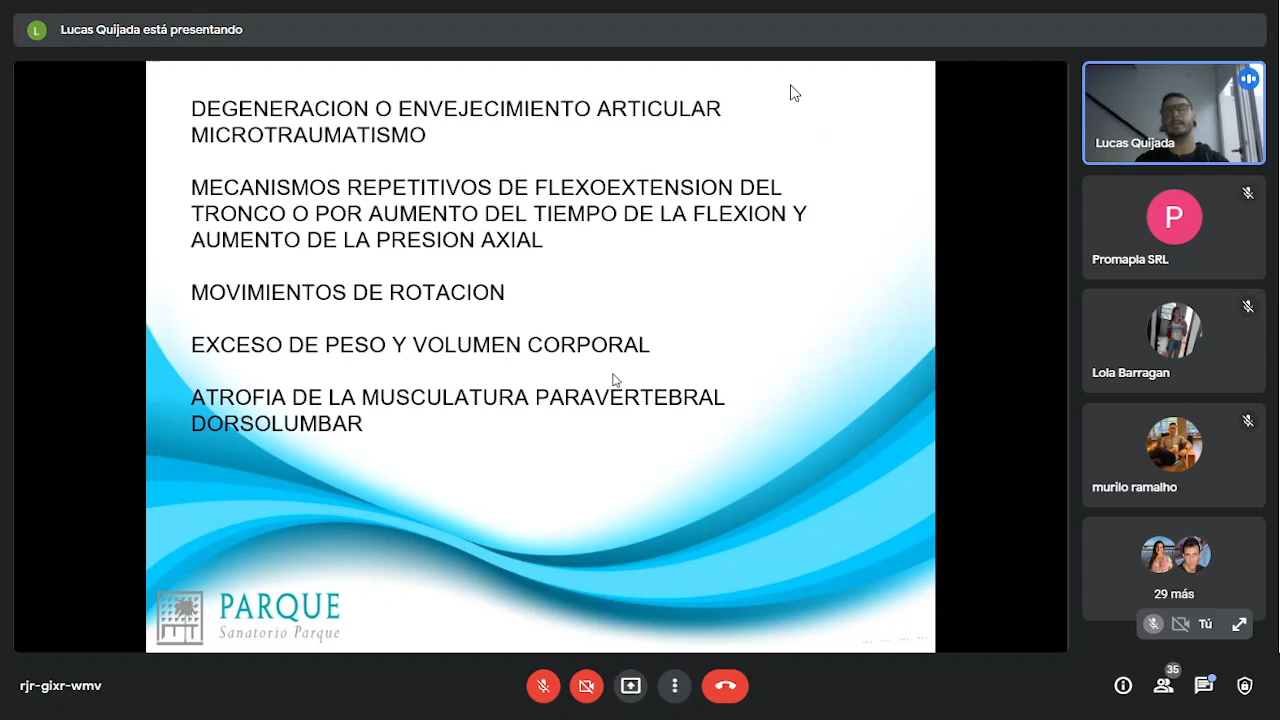 L
Lucas Quijada está presentando
DEGENERACION O ENVEJECIMIENTO ARTICULAR
MICROTRAUMATISMO
MECANISMOS REPETITIVOS DE FLEXOEXTENSION DEL
TRONCO O POR AUMENTO DEL TIEMPO DE LA FLEXION Y
AUMENTO DE LA PRESION AXIAL
MOVIMIENTOS DE ROTACION
EXCESO DE PESO Y VOLUMEN CORPORAL
ATROFIA DE LA MUSCULATURA PARAVERTEBRAL
DORSOLUMBAR
PARQUE
Sanatorio Parque
Lucas Quijada
P
Promapla SRL
Lola Barragan
murilo ramalho
29 más
Tú
rjr-gixr-wmv
35